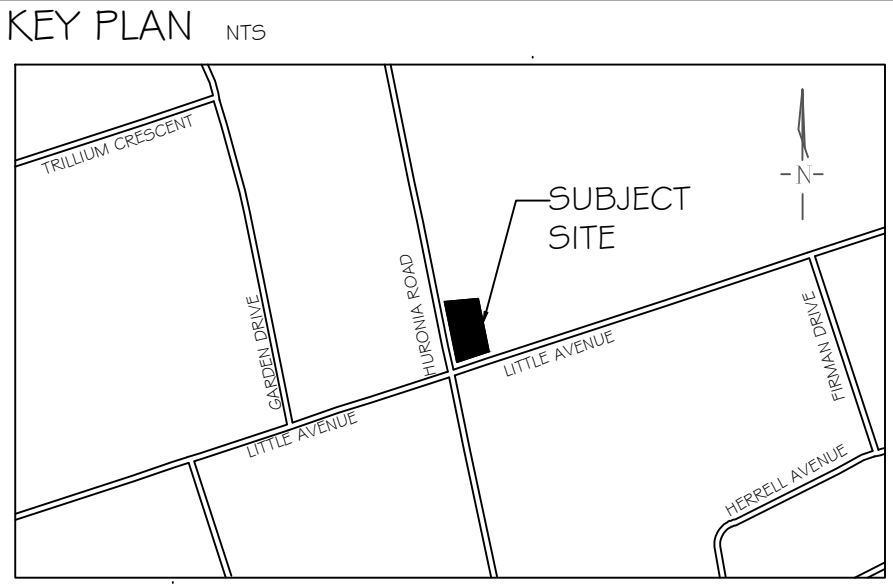 KEY PLAN NTS
TRILLIUM CRESCENT
N
SUBJECT
SITE
HURONIA ROAD
GARDEN DRIVE
FIRMAN DRIVE
LITTLE AVENUE
LITTLE AVENUE
HERRELL AVENUE